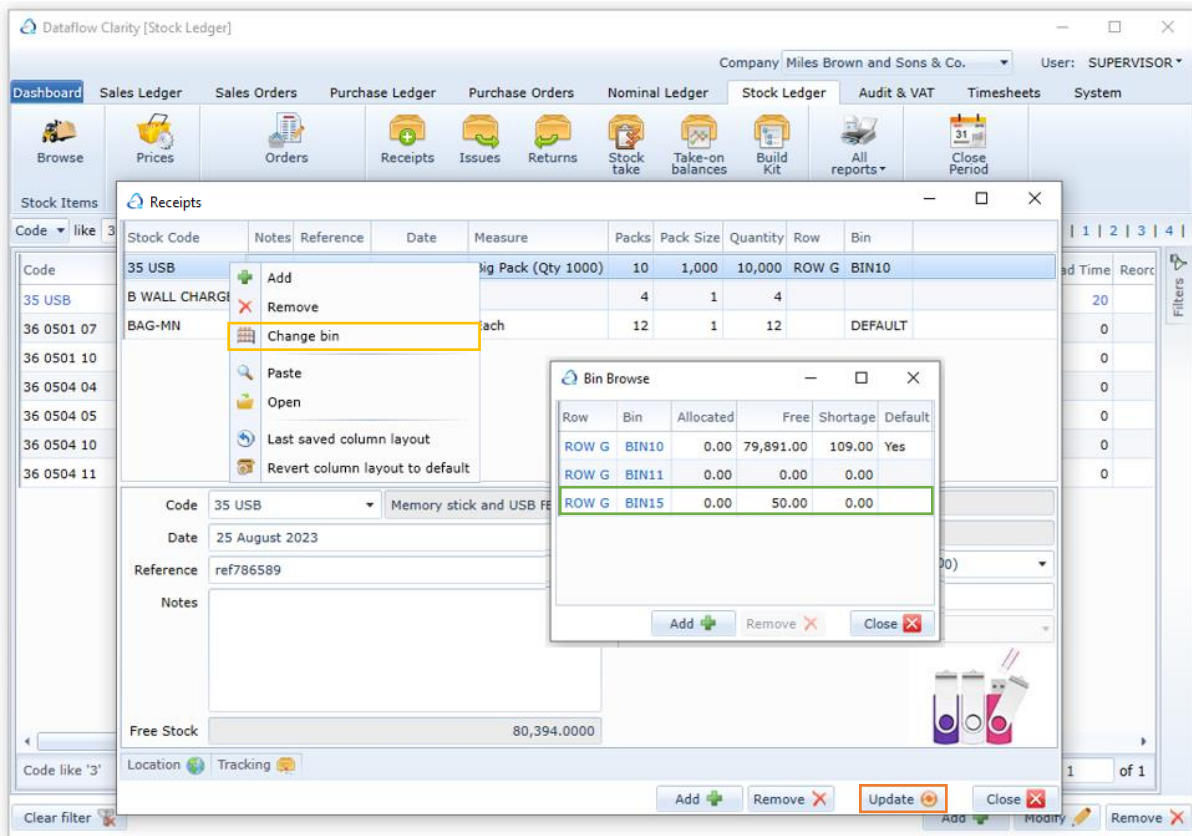 Dataflow Clarity [Stock Ledger]
Company Miles Brown and Sons & Co. User: SUPERVISOR
Dashboard Sales Ledger Sales Orders Purchase Ledger Purchase Orders Nominal Ledger Stock Ledger Audit & VAT Timesheets System
Browse Prices Orders Receipts Issues Returns Stock take Take-on balances Build Kit All reports 31 Close Period
Stock Items
Receipts
Code like 3
| 1 | 2 | 3 | 4 |
Stock Code Notes Reference Date Measure Packs Pack Size Quantity Row Bin
35 USB Big Pack (Qty 1000) 10 1,000 10,000 ROW G BIN10
B WALL CHARGE 4 1 4
BAG-MN Each 12 1 12 DEFAULT
Code
35 USB
36 0501 07
36 0501 10
36 0504 04
36 0504 05
36 0504 10
36 0504 11
ad Time Reorc
20
0
0
0
0
0
0
Filters
Add
Remove
Change bin
Paste
Open
Last saved column layout
Revert column layout to default
Bin Browse
Row Bin Allocated Free Shortage Default
ROW G BIN10 0.00 79,891.00 109.00 Yes
ROW G BIN11 0.00 0.00 0.00
ROW G BIN15 0.00 50.00 0.00
Add Remove Close
Code 35 USB Memory stick and USB FE
Date 25 August 2023
Reference ref786589
00)
Notes
Free Stock 80,394.0000
Location Tracking
Add Remove Update Close
Code like '3'
1 of 1
Clear filter
Add Modify Remove